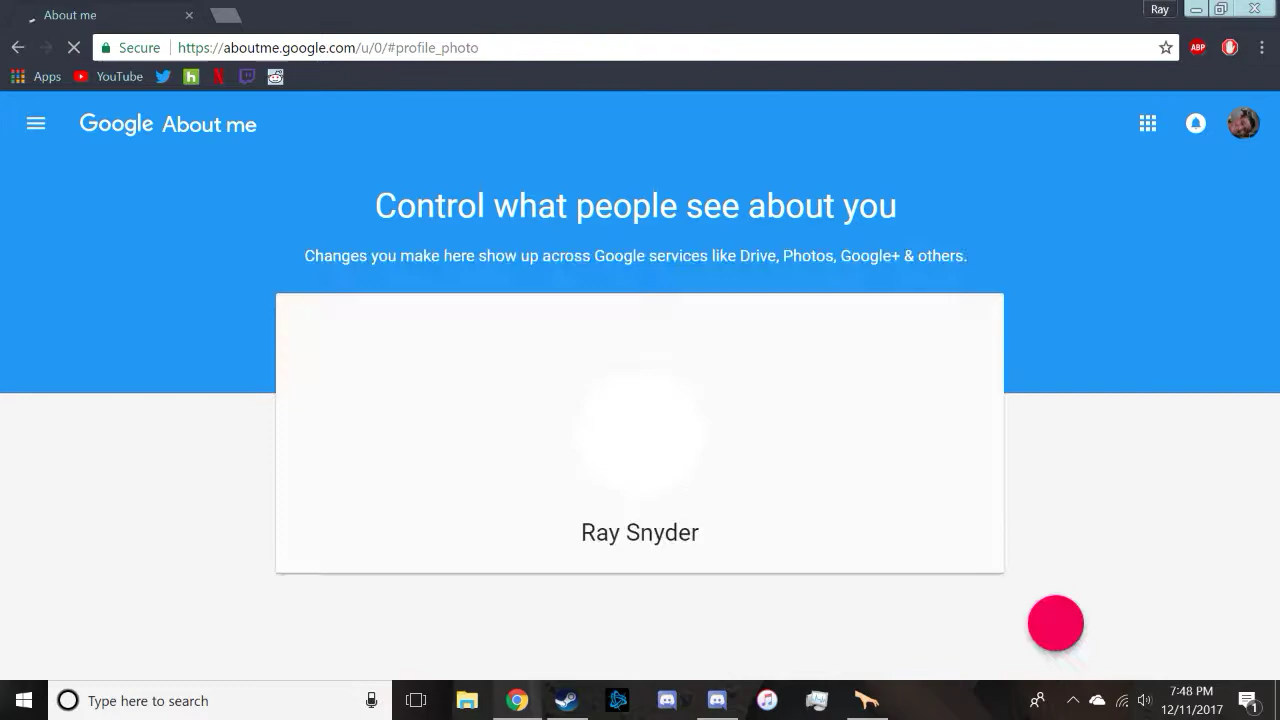 About me
Ray
Secure
https://aboutme.google.com/u/0/#profile_photo
ABP
Apps
YouTube
h
Google About me
Control what people see about you
Changes you make here show up across Google services like Drive, Photos, Google+ & others.
Ray Snyder
Type here to search
7:48 PM
12/11/2017
1